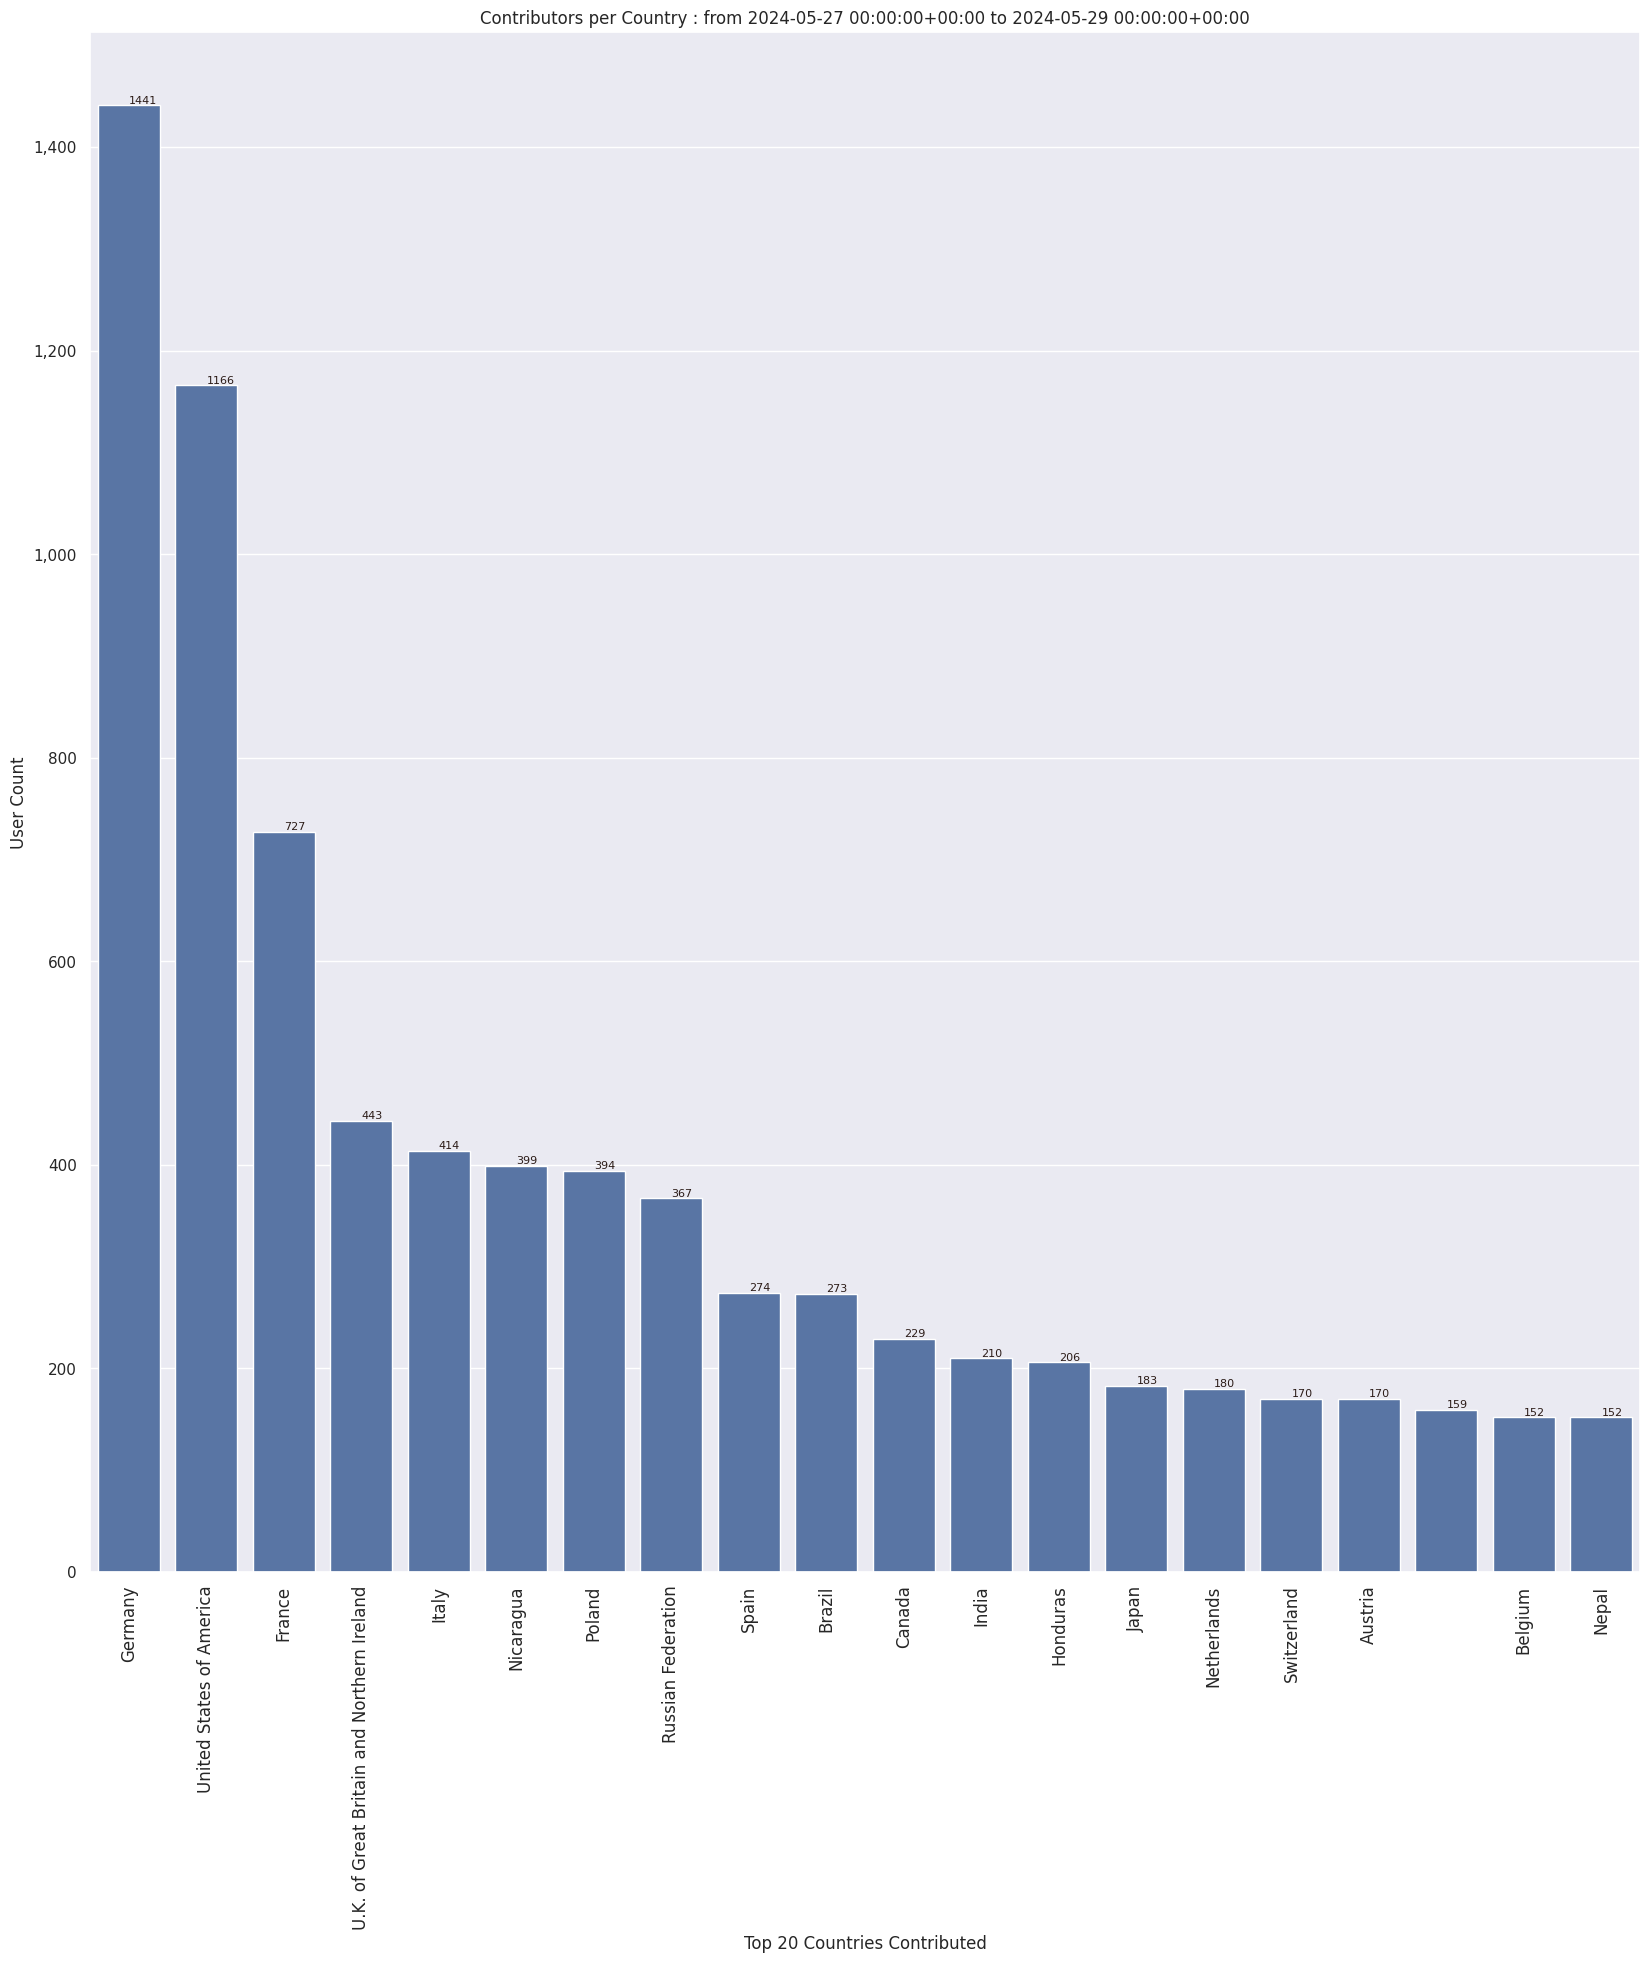 Contributors per Country : from 2024-05-27 00:00:00+00:00 to 2024-05-29 00:00:00+00:00
User Count
1,400
1,200
1,000
800
600
400
200
0
1441
1166
727
443
414
399
394
367
274
273
229
210
206
183
180
170
170
159
152
152
Germany
United States of America
France
U.K. of Great Britain and Northern Ireland
Italy
Nicaragua
Poland
Russian Federation
Spain
Brazil
Canada
India
Honduras
Japan
Netherlands
Switzerland
Austria
Belgium
Nepal
Top 20 Countries Contributed